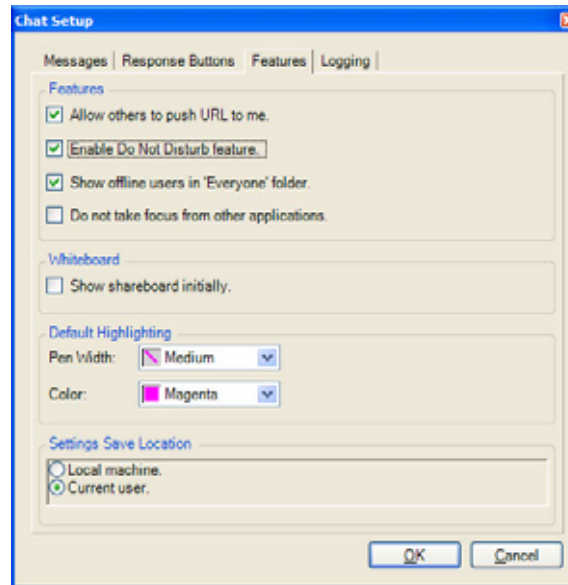 Chat Setup
Messages Response Buttons Features Logging
Features
Allow others to push URL to me.
Enable Do Not Disturb feature.
Show offline users in 'Everyone' folder.
Do not take focus from other applications.
Whiteboard
Show shareboard initially.
Default Highlighting
Pen Width: Medium
Color: Magenta
Settings Save Location
Local machine.
Current user.
OK Cancel